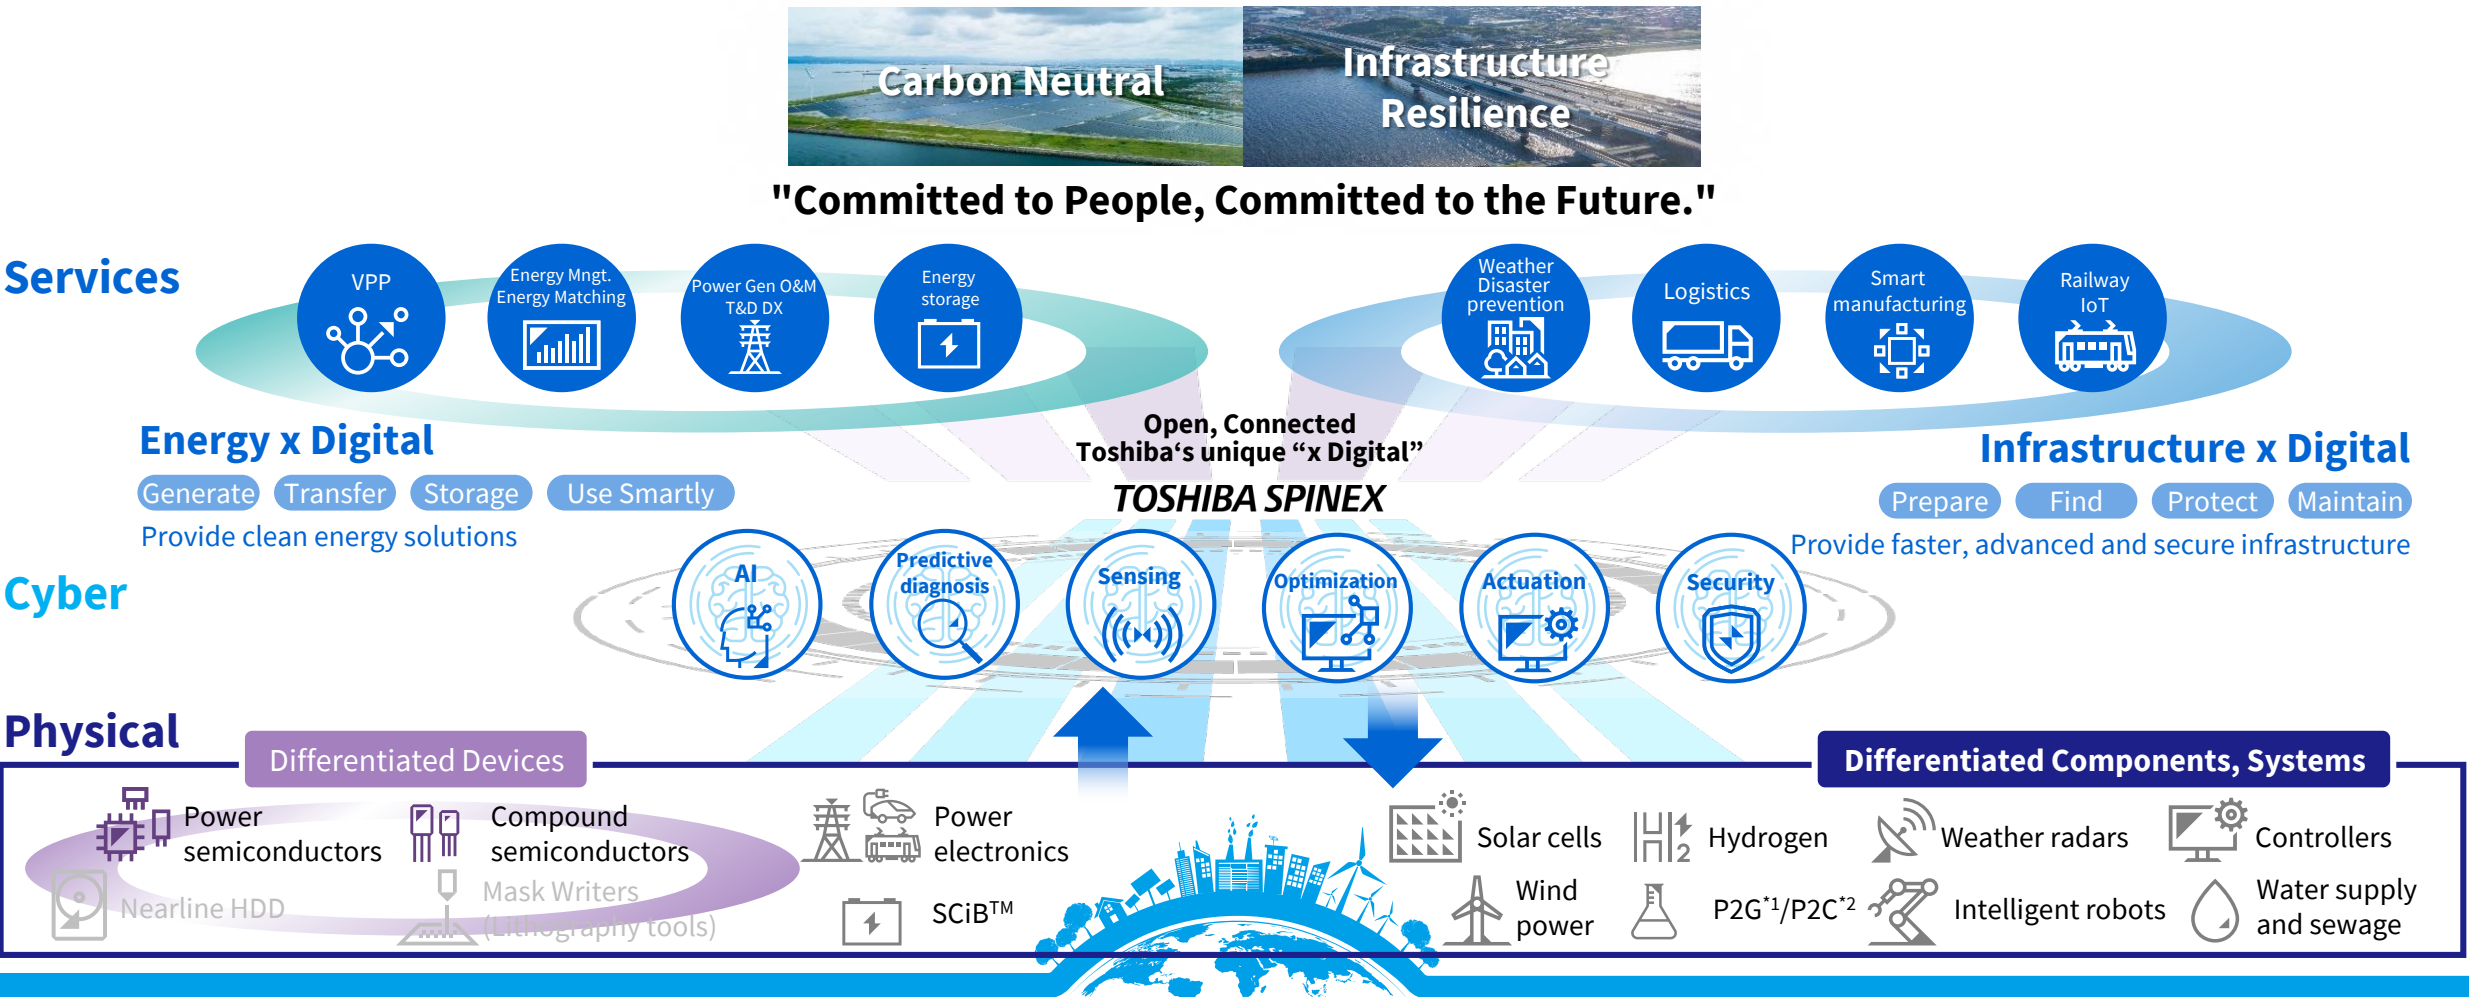 Carbon Neutral
Infrastructure
Resilience
"Committed to People, Committed to the Future."
Services
VPP
Energy Mngt.
Energy Matching
Power Gen O&M
T&D DX
Energy
storage
Weather
Disaster
prevention
Logistics
Smart
manufacturing
Railway
IoT
Energy x Digital
Generate
Transfer
Storage
Use Smartly
Provide clean energy solutions
Open, Connected
Toshiba‘s unique “x Digital”
TOSHIBA SPINEX
Infrastructure x Digital
Prepare
Find
Protect
Maintain
Provide faster, advanced and secure infrastructure
Cyber
AI
Predictive
diagnosis
Sensing
Optimization
Actuation
Security
Physical
Differentiated Devices
Differentiated Components, Systems
Power
semiconductors
Compound
semiconductors
Power
electronics
Solar cells
H2
Hydrogen
Weather radars
Controllers
Nearline HDD
Mask Writers
(Lithography tools)
SCiB™
Wind
power
P2G*1/P2C*2
Intelligent robots
Water supply
and sewage